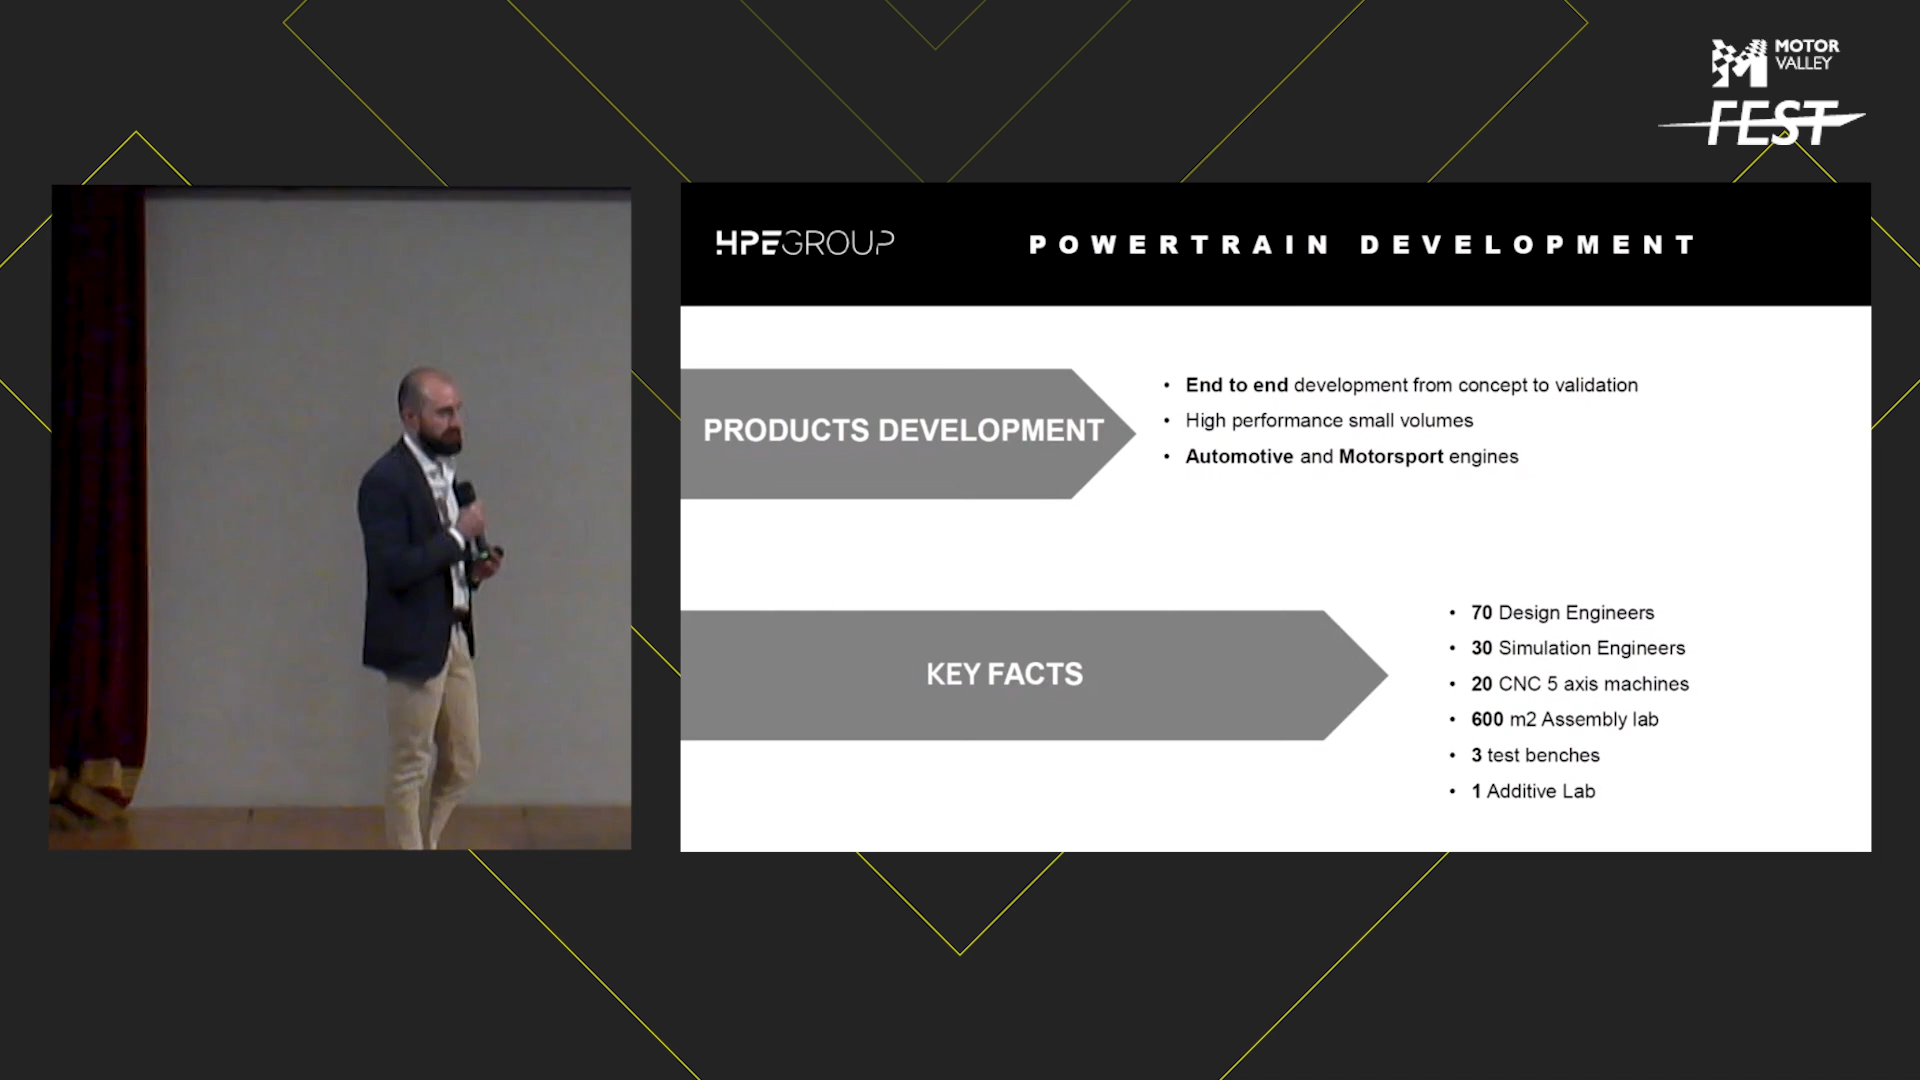 MOTOR
VALLEY
FEST
HPEGROUP
POWERTRAIN DEVELOPMENT
PRODUCTS DEVELOPMENT
• End to end development from concept to validation
• High performance small volumes
• Automotive and Motorsport engines
KEY FACTS
• 70 Design Engineers
• 30 Simulation Engineers
• 20 CNC 5 axis machines
• 600 m2 Assembly lab
• 3 test benches
• 1 Additive Lab